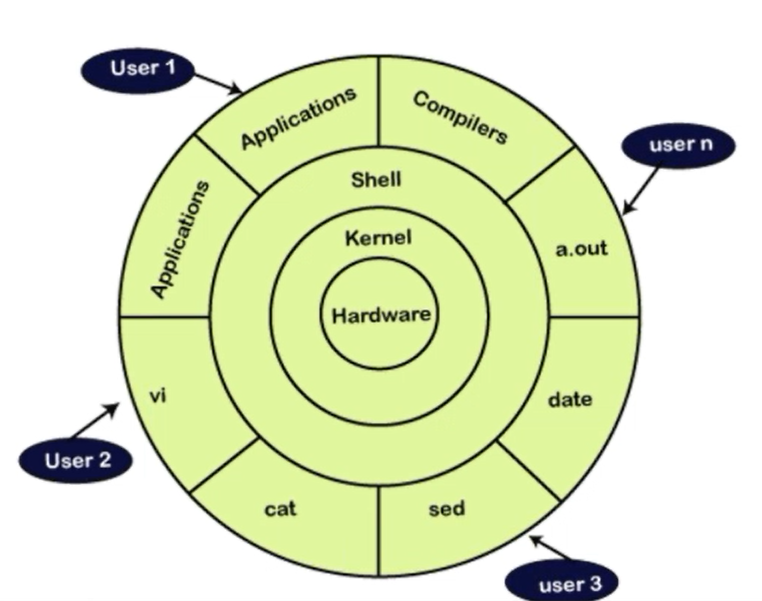 User 1
Applications
Compilers
user n
Shell
Applications
Kernel
a.out
Hardware
vi
date
User 2
cat
sed
user 3